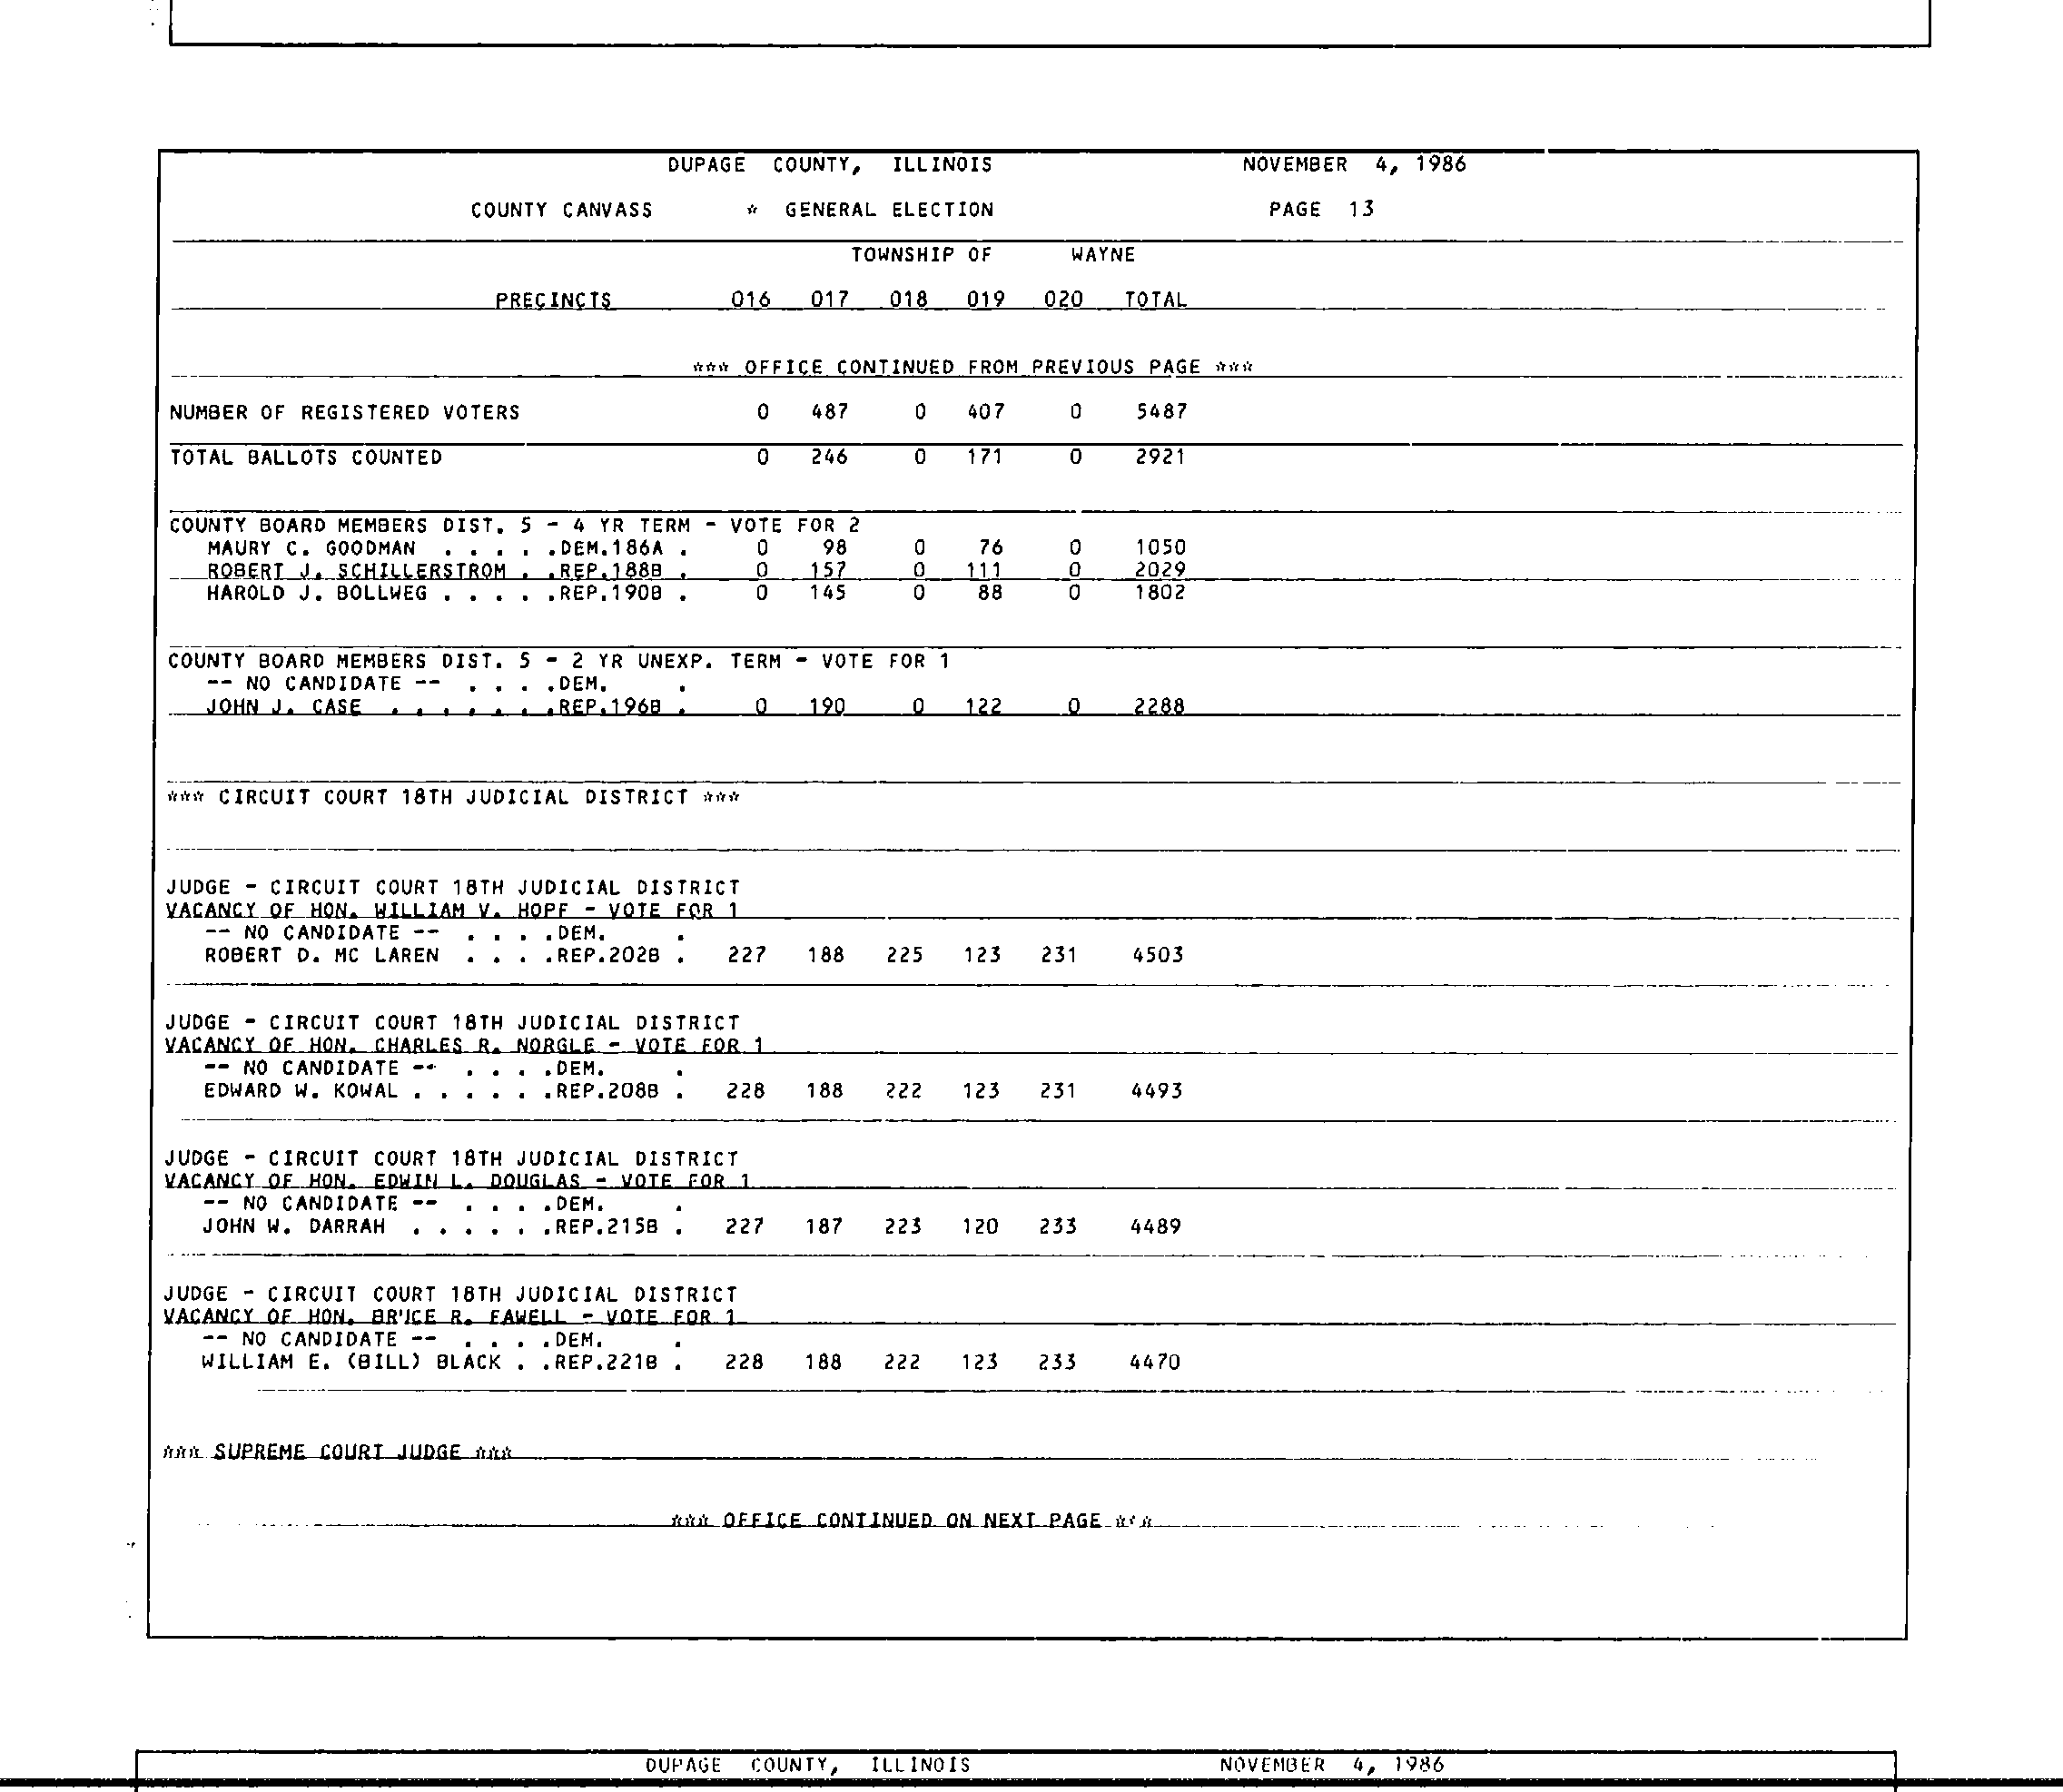 DUPAGE COUNTY, ILLINOIS NOVEMBER 4, 1986
COUNTY CANVASS * GENERAL ELECTION PAGE 13
TOWNSHIP OF WAYNE
PRECINCTS 016 017 018 019 020 TOTAL
*** OFFICE CONTINUED FROM PREVIOUS PAGE ***
NUMBER OF REGISTERED VOTERS 0 487 0 407 0 5487
TOTAL BALLOTS COUNTED 0 246 0 171 0 2921
COUNTY BOARD MEMBERS DIST. 5 - 4 YR TERM - VOTE FOR 2
MAURY C. GOODMAN . . . . .DEM.186A . 0 98 0 76 0 1050
ROBERT J. SCHILLERSTROM . .REP.188B . 0 157 0 111 0 2029
HAROLD J. BOLLWEG . . . . .REP.190B . 0 145 0 88 0 1802
COUNTY BOARD MEMBERS DIST. 5 - 2 YR UNEXP. TERM - VOTE FOR 1
-- NO CANDIDATE -- . . . .DEM. .
JOHN J. CASE . . . . . . .REP.196B . 0 190 0 122 0 2288
*** CIRCUIT COURT 18TH JUDICIAL DISTRICT ***
JUDGE - CIRCUIT COURT 18TH JUDICIAL DISTRICT
VACANCY OF HON. WILLIAM V. HOPF - VOTE FOR 1
-- NO CANDIDATE -- . . . .DEM. .
ROBERT D. MC LAREN . . . .REP.202B . 227 188 225 123 231 4503
JUDGE - CIRCUIT COURT 18TH JUDICIAL DISTRICT
VACANCY OF HON. CHARLES R. NORGLE - VOTE FOR 1
-- NO CANDIDATE -- . . . .DEM. .
EDWARD W. KOWAL . . . . . .REP.208B . 228 188 222 123 231 4493
JUDGE - CIRCUIT COURT 18TH JUDICIAL DISTRICT
VACANCY OF HON. EDWIN L. DOUGLAS - VOTE FOR 1
-- NO CANDIDATE -- . . . .DEM. .
JOHN W. DARRAH . . . . . .REP.215B . 227 187 223 120 233 4489
JUDGE - CIRCUIT COURT 18TH JUDICIAL DISTRICT
VACANCY OF HON. BRUCE R. FAWELL - VOTE FOR 1
-- NO CANDIDATE -- . . . .DEM. .
WILLIAM E. (BILL) BLACK . .REP.221B . 228 188 222 123 233 4470
*** SUPREME COURT JUDGE ***
*** OFFICE CONTINUED ON NEXT PAGE ***
DUPAGE COUNTY, ILLINOIS NOVEMBER 4, 1986